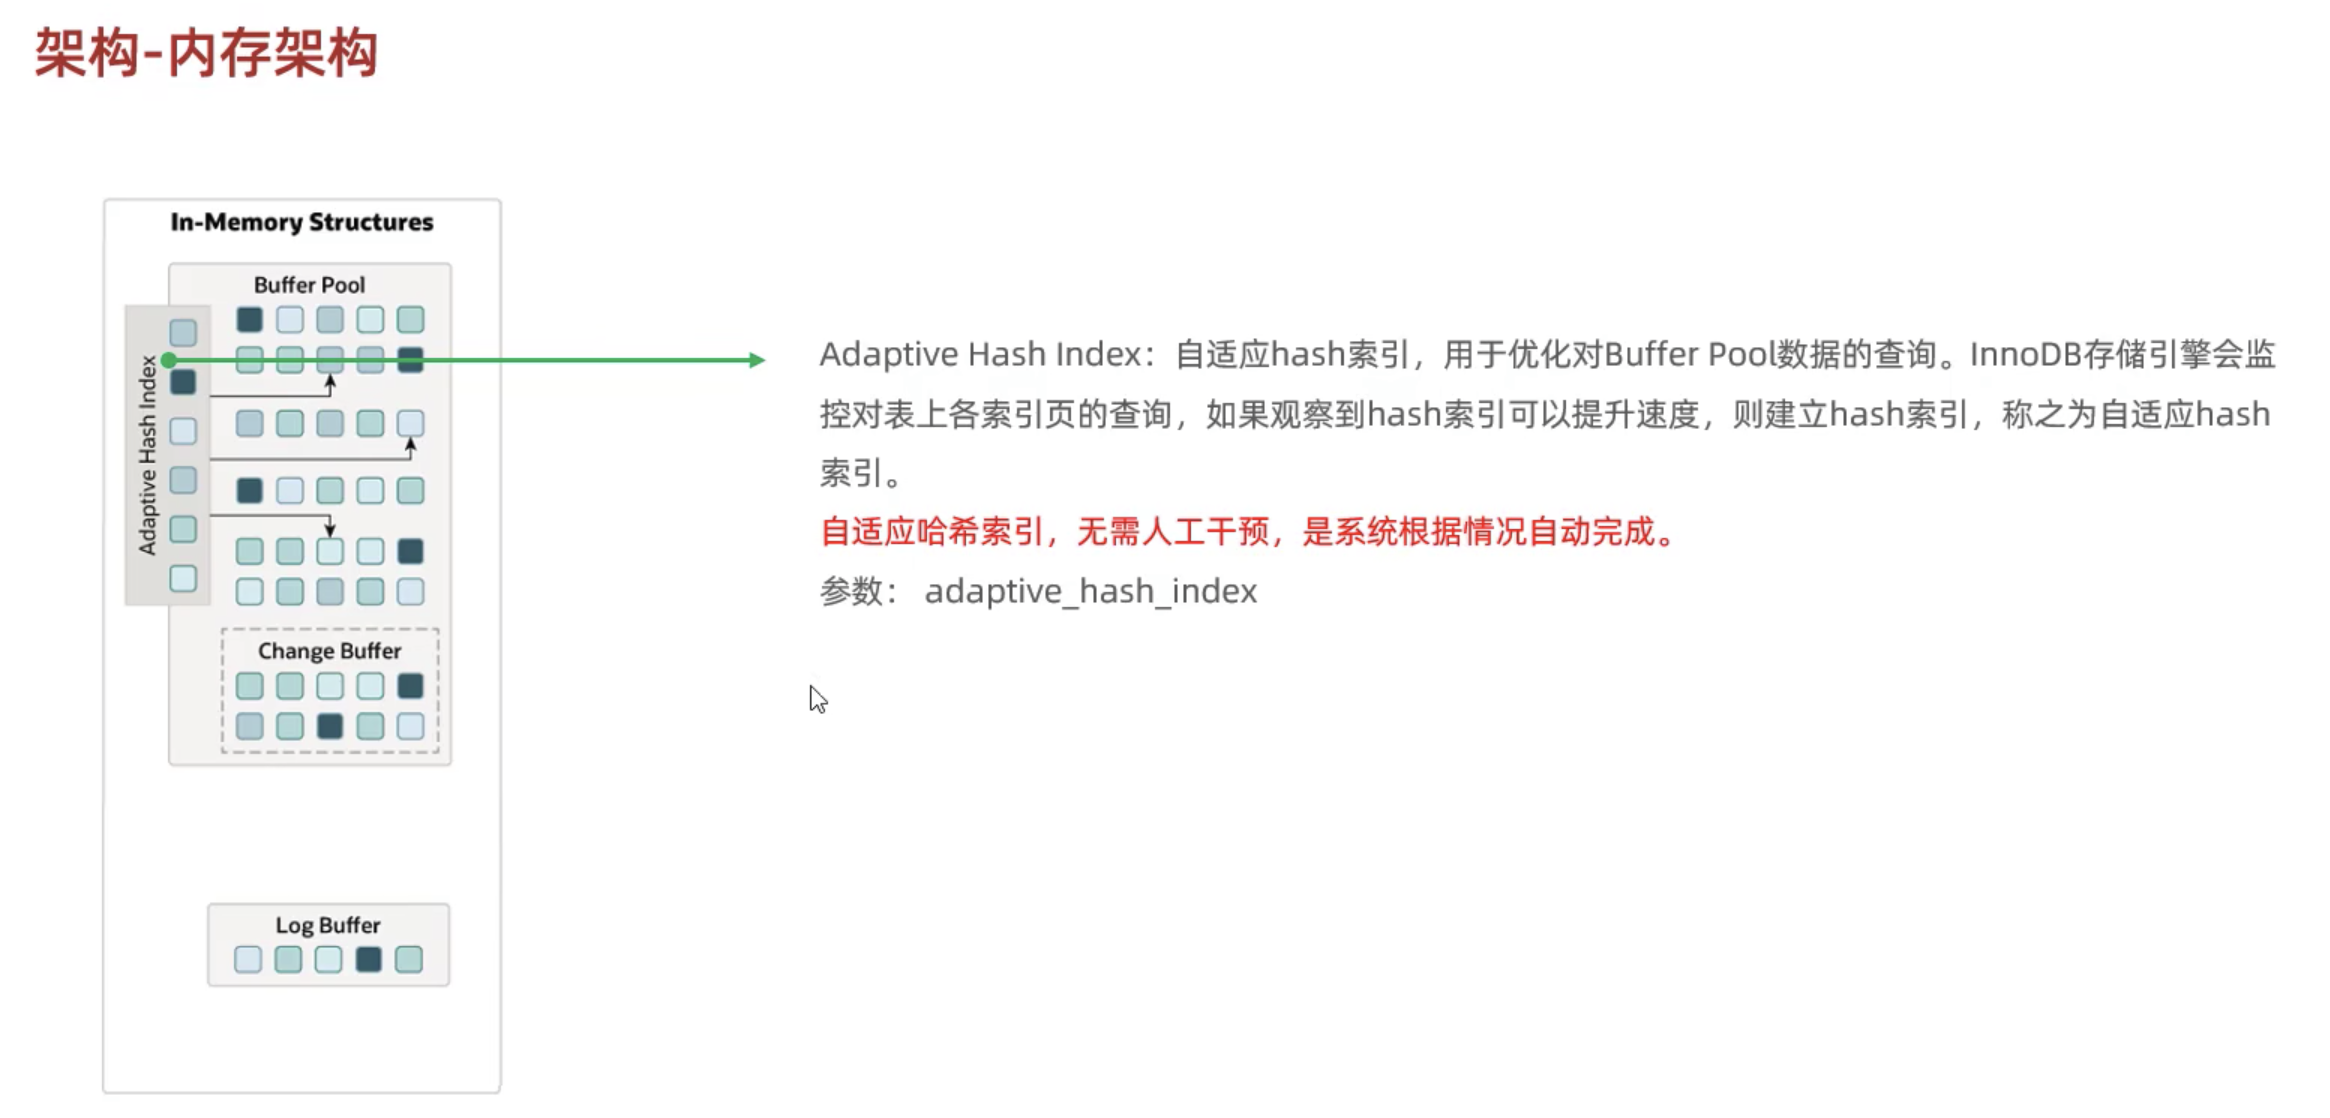 架构-内存架构
In-Memory Structures
Buffer Pool
Adaptive Hash Index
Change Buffer
Log Buffer
Adaptive Hash Index：自适应hash索引，用于优化对Buffer Pool数据的查询。InnoDB存储引擎会监
控对表上各索引页的查询，如果观察到hash索引可以提升速度，则建立hash索引，称之为自适应hash
索引。
自适应哈希索引，无需人工干预，是系统根据情况自动完成。
参数： adaptive_hash_index